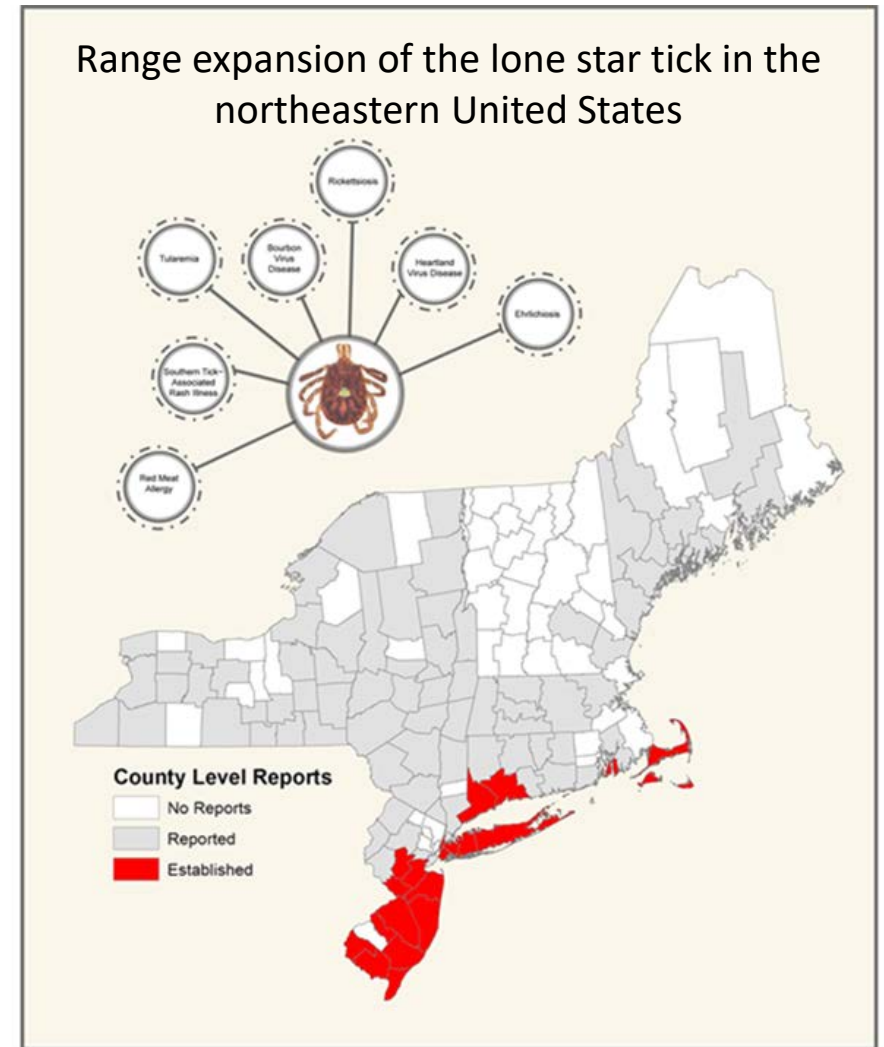 Range expansion of the lone star tick in the
northeastern United States
Rickettsiosis
Tularemia
Bourbon
Virus
Disease
Heartland
Virus Disease
Ehrlichiosis
Southern Tick-
Associated
Rash Illness
Red Meat
Allergy
County Level Reports
No Reports
Reported
Established